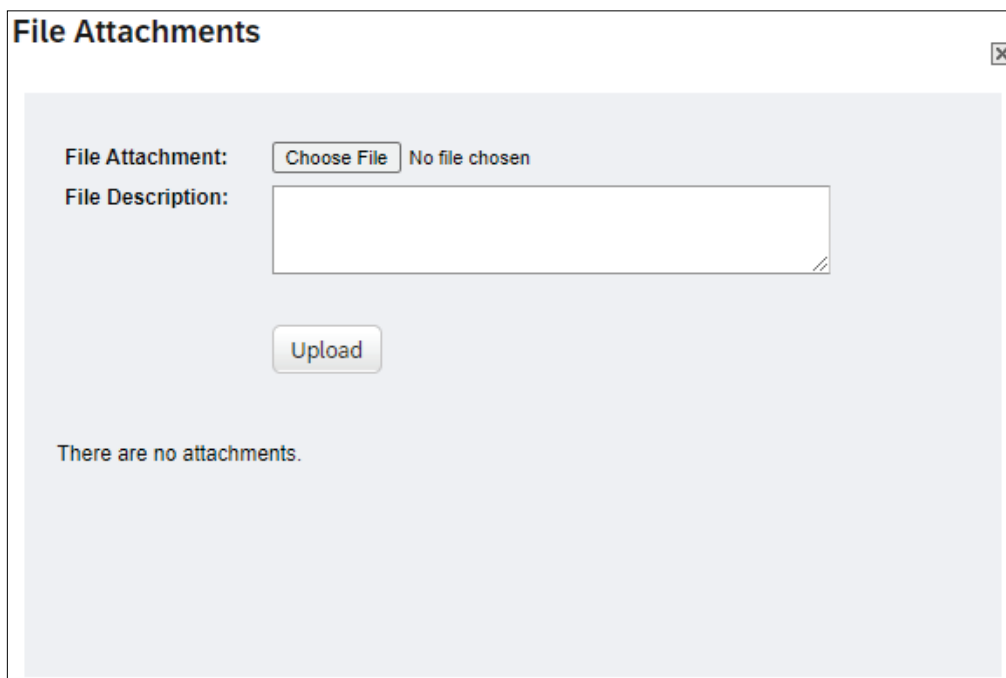 File Attachments
File Attachment: Choose File No file chosen
File Description:
Upload
There are no attachments.